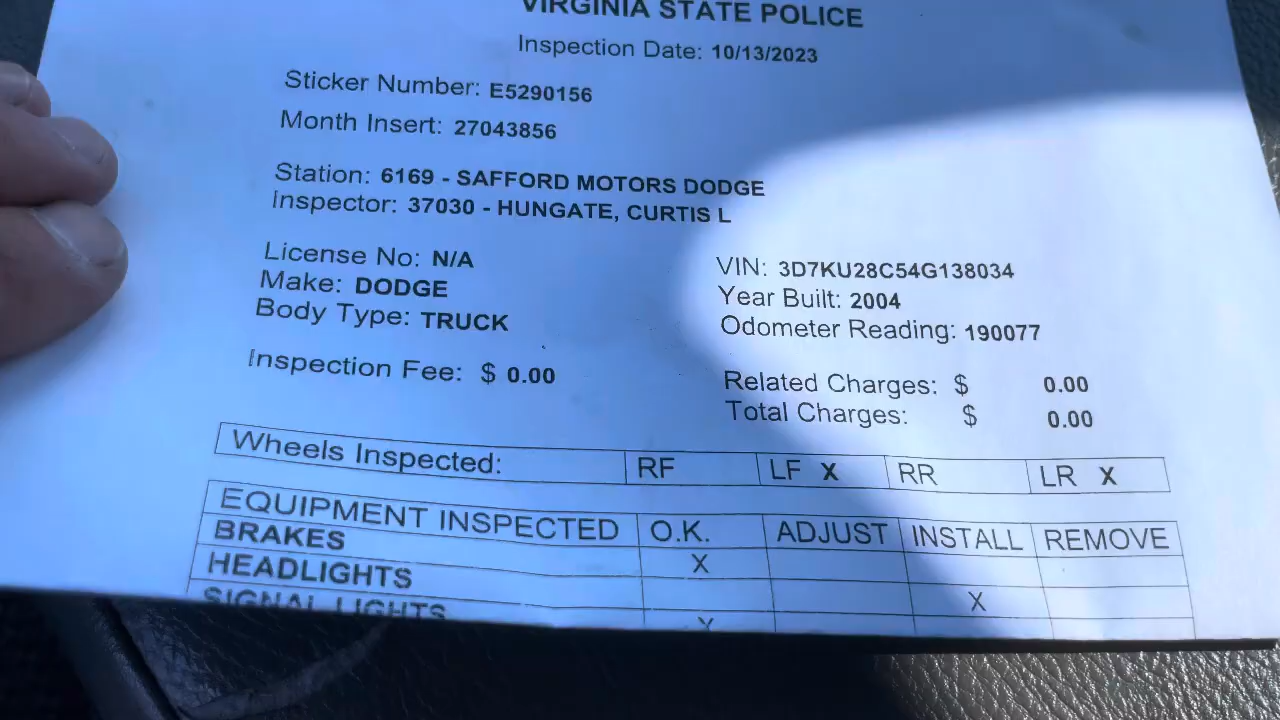 VIRGINIA STATE POLICE
Inspection Date: 10/13/2023
Sticker Number: E5290156
Month Insert: 27043856
Station: 6169 - SAFFORD MOTORS DODGE
Inspector: 37030 - HUNGATE, CURTIS L
License No: N/A
Make: DODGE
Body Type: TRUCK
VIN: 3D7KU28C54G138034
Year Built: 2004
Odometer Reading: 190077
Inspection Fee: $ 0.00
Related Charges: $ 0.00
Total Charges: $ 0.00
Wheels Inspected: RF LF X RR LR X
EQUIPMENT INSPECTED O.K. ADJUST INSTALL REMOVE
BRAKES X
HEADLIGHTS X
SIGNAL LIGHTS X